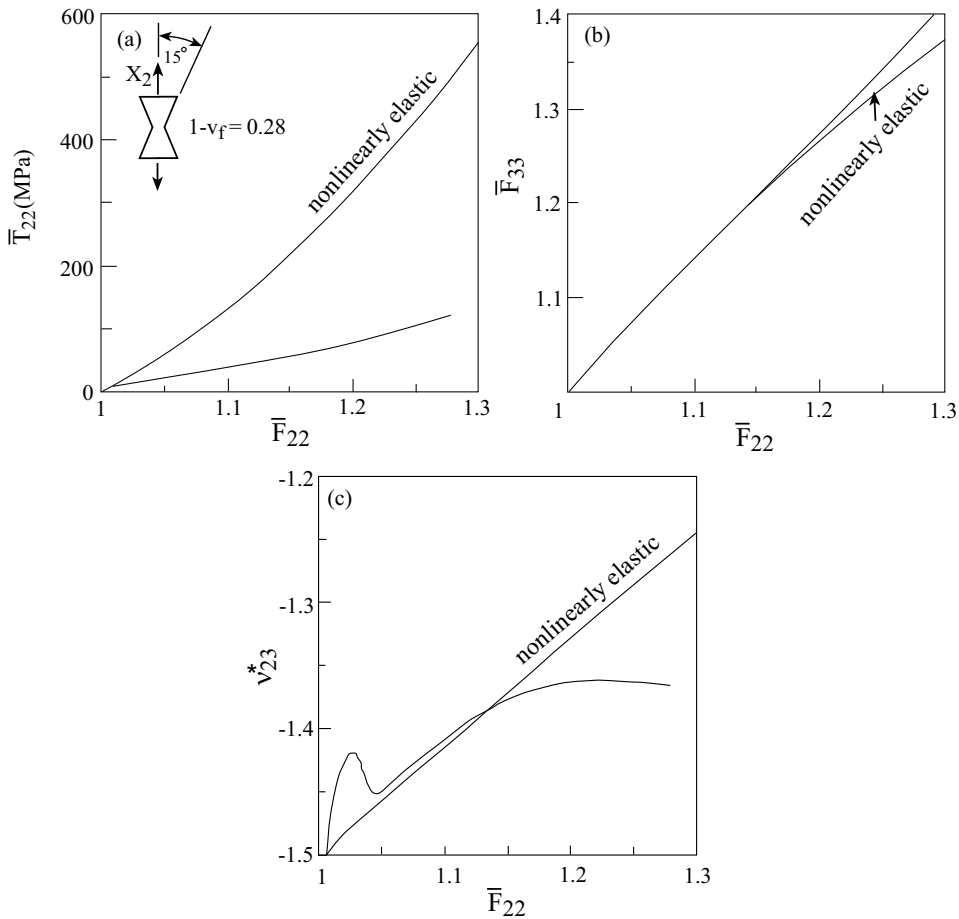 (a)
15°
X2
1-vf = 0.28
nonlinearly elastic
600
400
200
0
T̅22(MPa)
1
1.1
1.2
1.3
F̅22
(b)
nonlinearly elastic
1.4
1.3
1.2
1.1
F̅33
1
1.1
1.2
1.3
F̅22
(c)
nonlinearly elastic
-1.2
-1.3
-1.4
-1.5
ν*23
1
1.1
1.2
1.3
F̅22